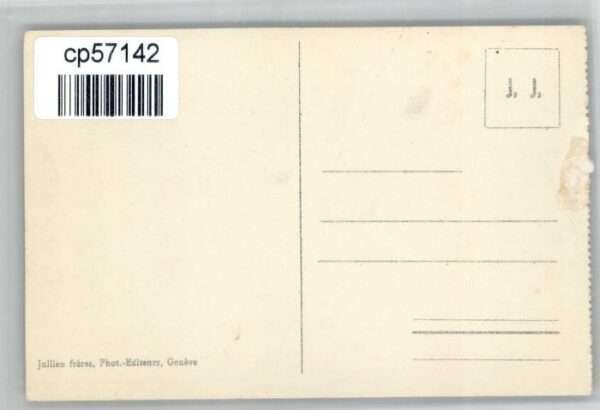 cp57142
J. J.
Jullien frères, Phot.-Editeurs, Genève